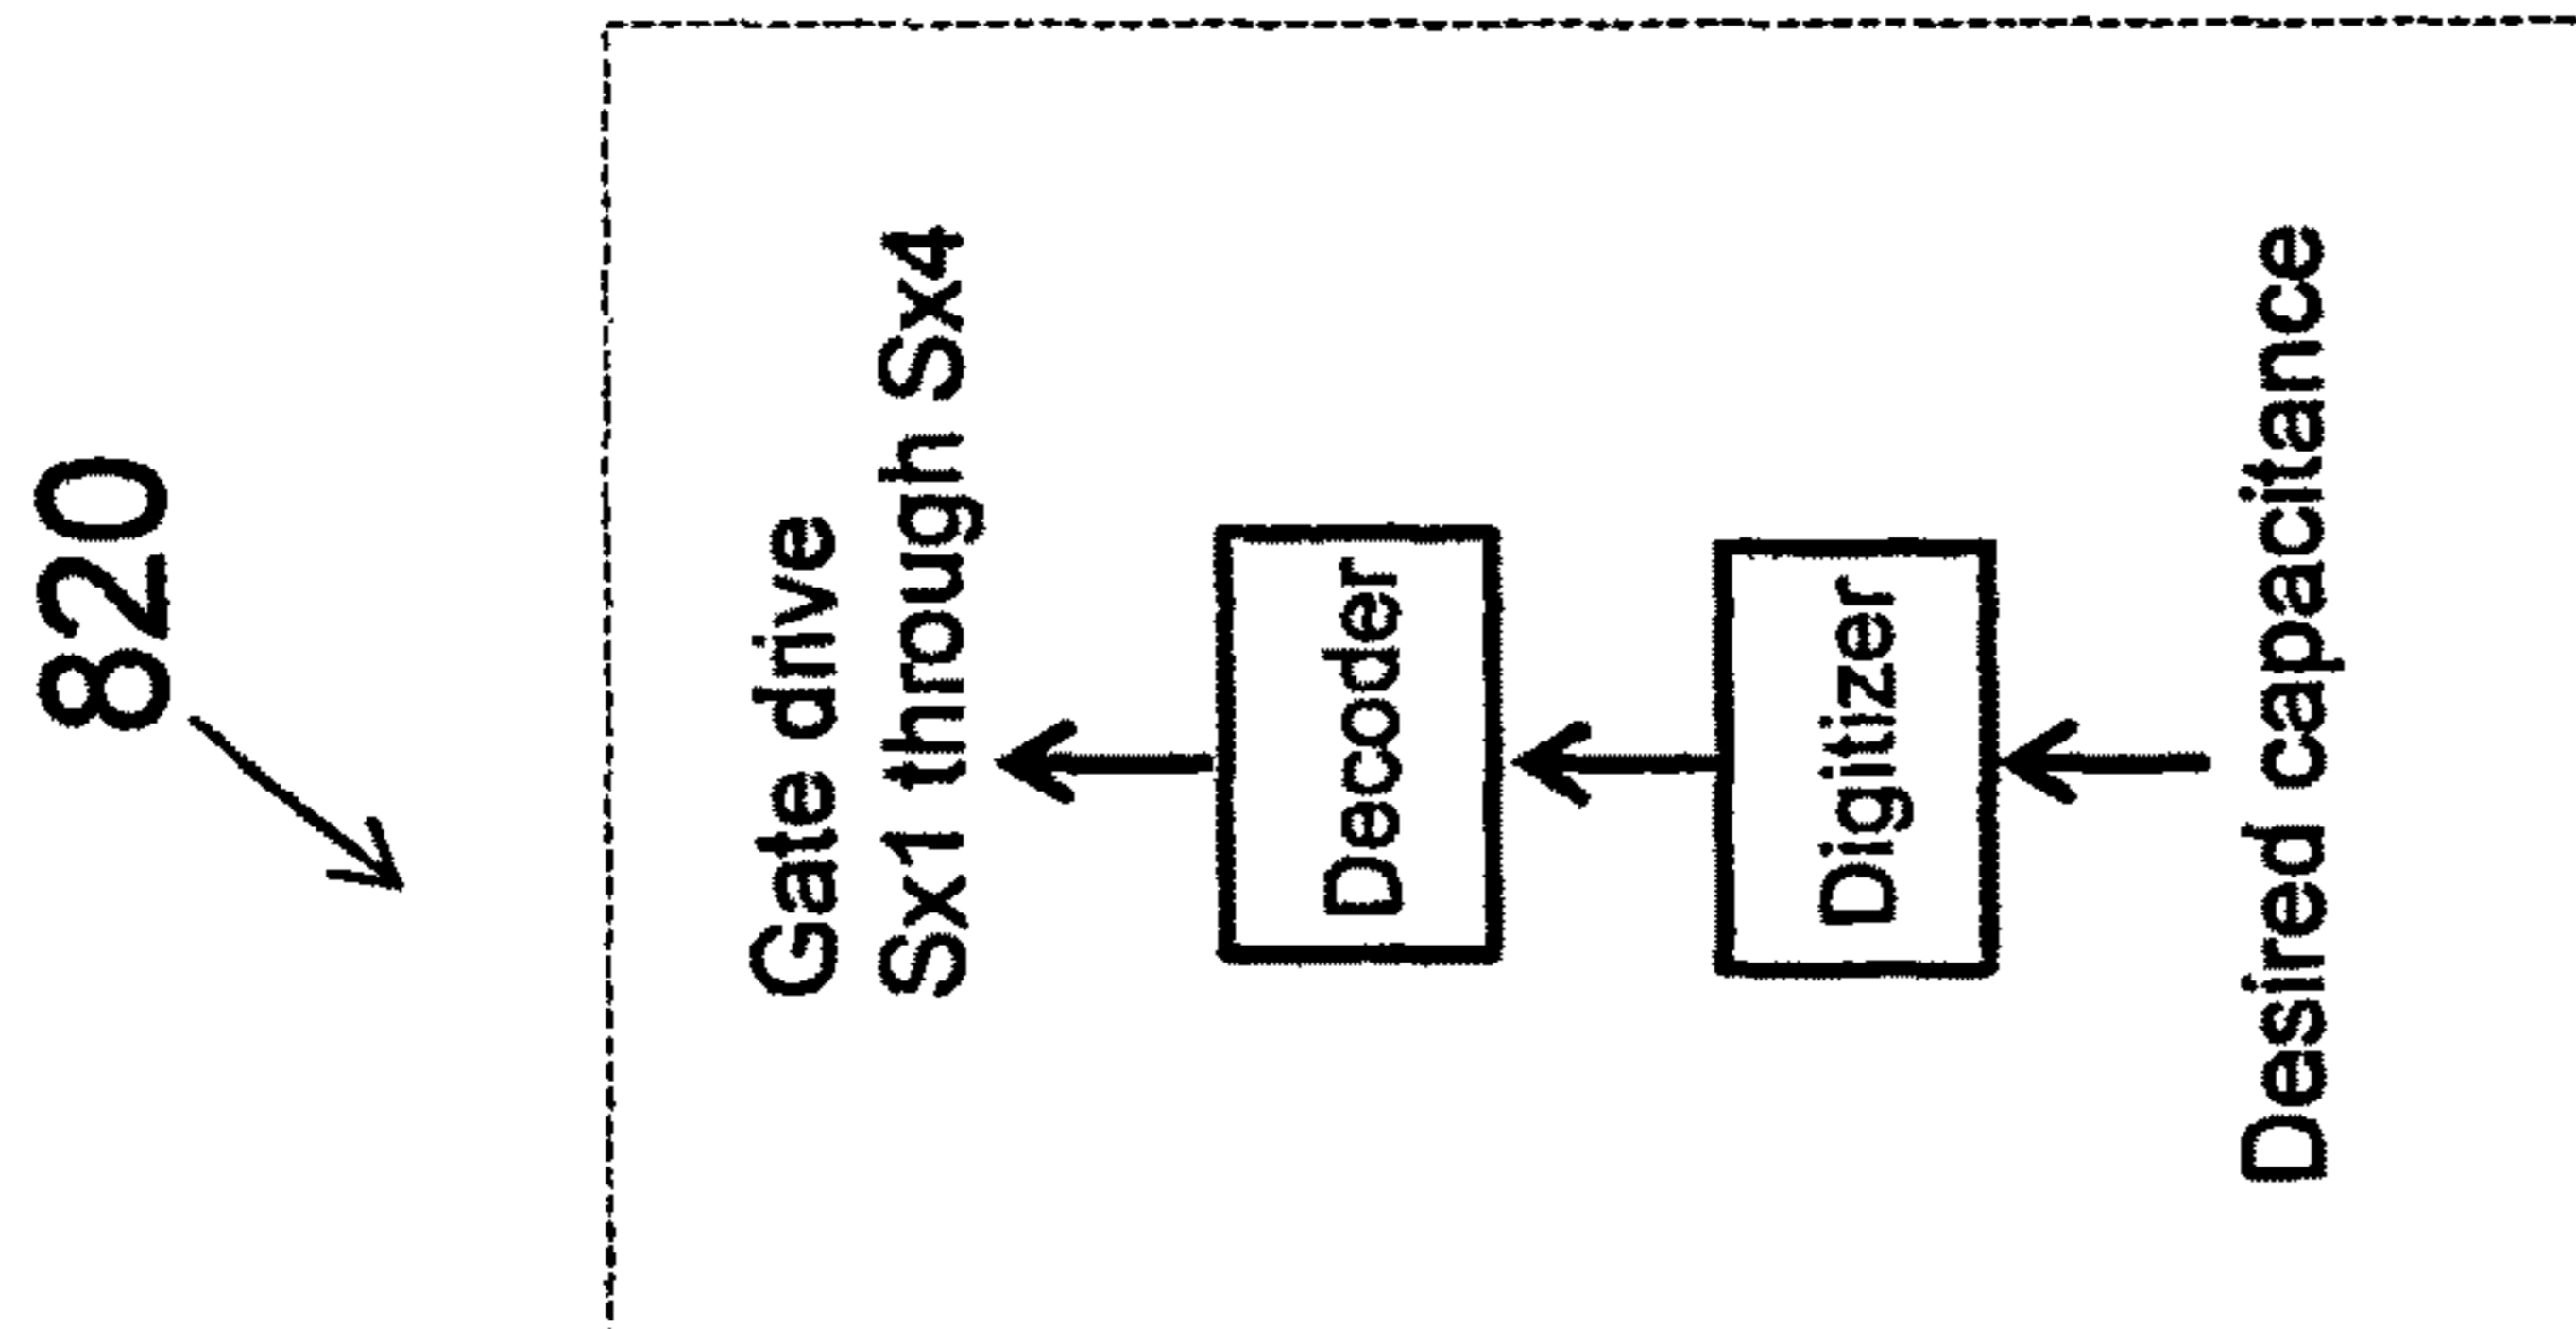 820
Gate drive
Sx1 through Sx4
Decoder
Digitizer
Desired capacitance